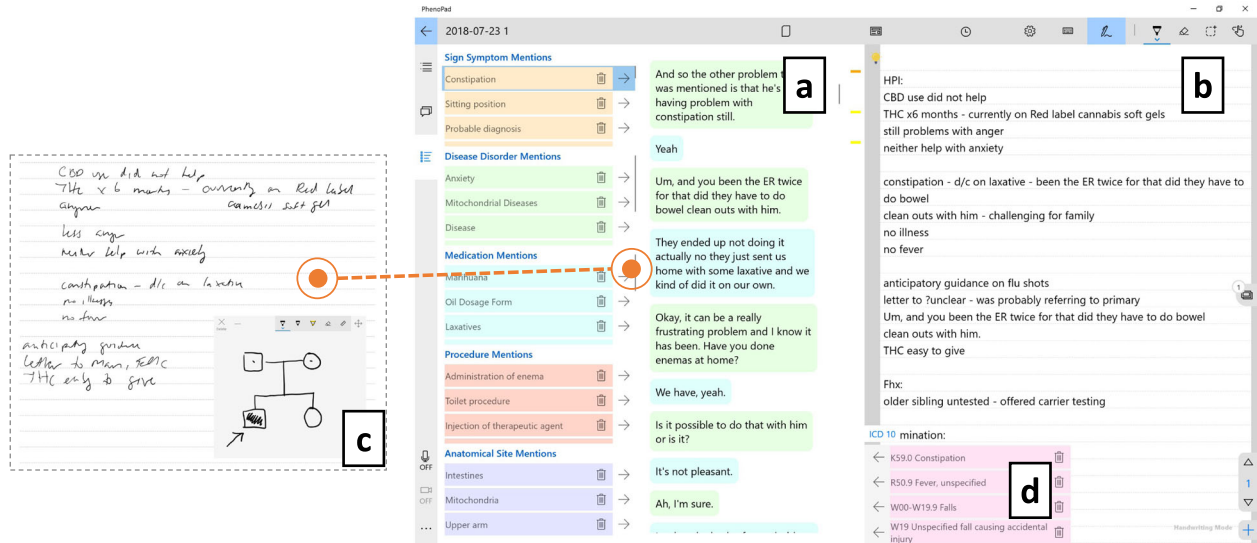 PhenoPad
2018-07-23 1
Sign Symptom Mentions
Constipation
Sitting position
Probable diagnosis
Disease Disorder Mentions
Anxiety
Mitochondrial Diseases
Disease
Medication Mentions
Marihuana
Oil Dosage Form
Laxatives
Procedure Mentions
Administration of enema
Toilet procedure
Injection of therapeutic agent
Anatomical Site Mentions
Intestines
Mitochondria
Upper arm
OFF
OFF
And so the other problem
was mentioned is that he's
having problem with
constipation still.
Yeah
Um, and you been the ER twice
for that did they have to do
bowel clean outs with him.
They ended up not doing it
actually no they just sent us
home with some laxative and we
kind of did it on our own.
Okay, it can be a really
frustrating problem and I know it
has been. Have you done
enemas at home?
We have, yeah.
Is it possible to do that with him
or is it?
It's not pleasant.
Ah, I'm sure.
a
HPI:
CBD use did not help
THC x6 months - currently on Red label cannabis soft gels
still problems with anger
neither help with anxiety
constipation - d/c on laxative - been the ER twice for that did they have to
do bowel
clean outs with him - challenging for family
no illness
no fever
anticipatory guidance on flu shots
letter to ?unclear - was probably referring to primary
Um, and you been the ER twice for that did they have to do bowel
clean outs with him.
THC easy to give
Fhx:
older sibling untested - offered carrier testing
b
1
ICD 10 mination:
K59.0 Constipation
R50.9 Fever, unspecified
W00-W19.9 Falls
W19 Unspecified fall causing accidental
injury
d
1
Handwriting Mode
CBD use did not help
THC x 6 months - currently on Red label
anger cannabis soft gel
less anger
neither help with anxiety
constipation - d/c on laxative
no illness
no fever
anticipatory guidance
letter to
THC easy to give
c